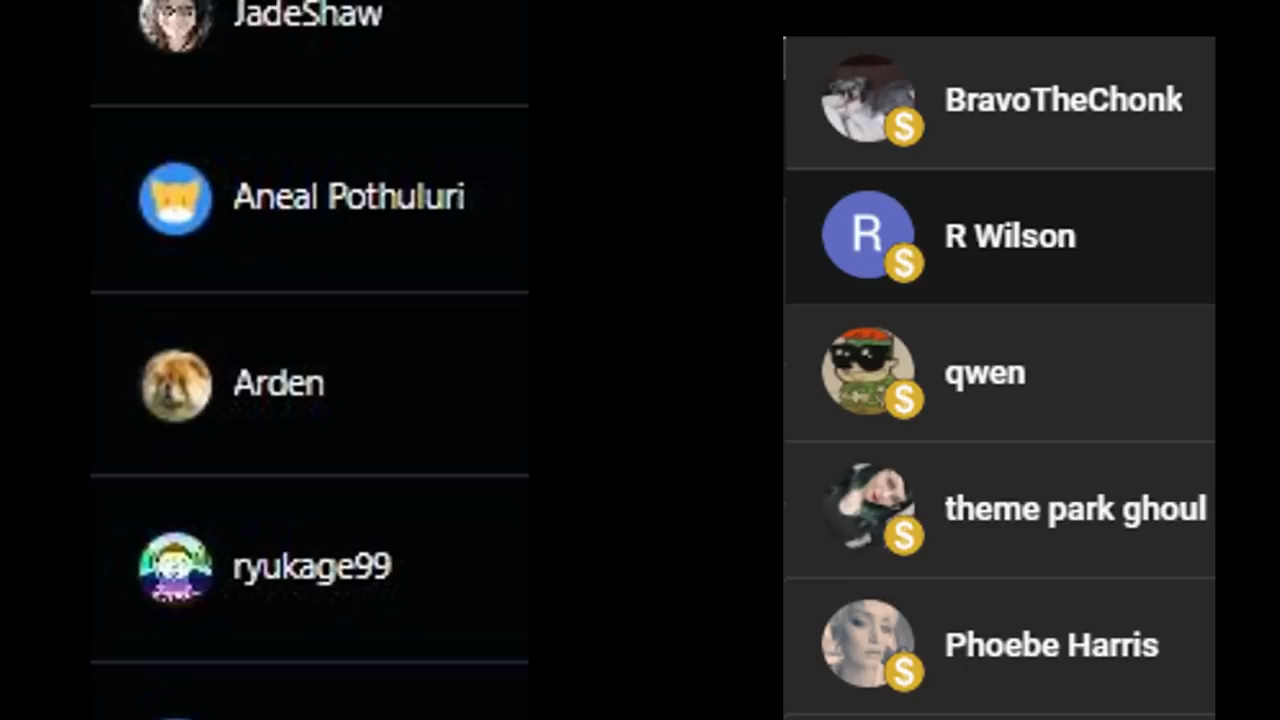 JadeShaw
Aneal Pothuluri
Arden
ryukage99
BravoTheChonk
S
R Wilson
R
S
qwen
S
theme park ghoul
S
Phoebe Harris
S